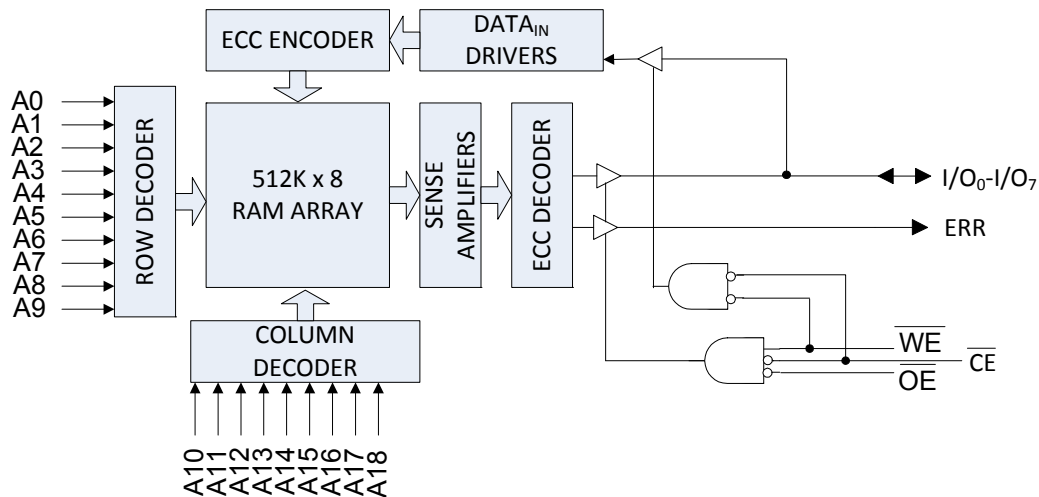 ECC ENCODER
DATAIN
DRIVERS
A0
A1
A2
A3
A4
A5
A6
A7
A8
A9
ROW DECODER
512K x 8
RAM ARRAY
SENSE
AMPLIFIERS
ECC DECODER
I/O0-I/O7
ERR
COLUMN
DECODER
WE
CE
OE
A10
A11
A12
A13
A14
A15
A16
A17
A18